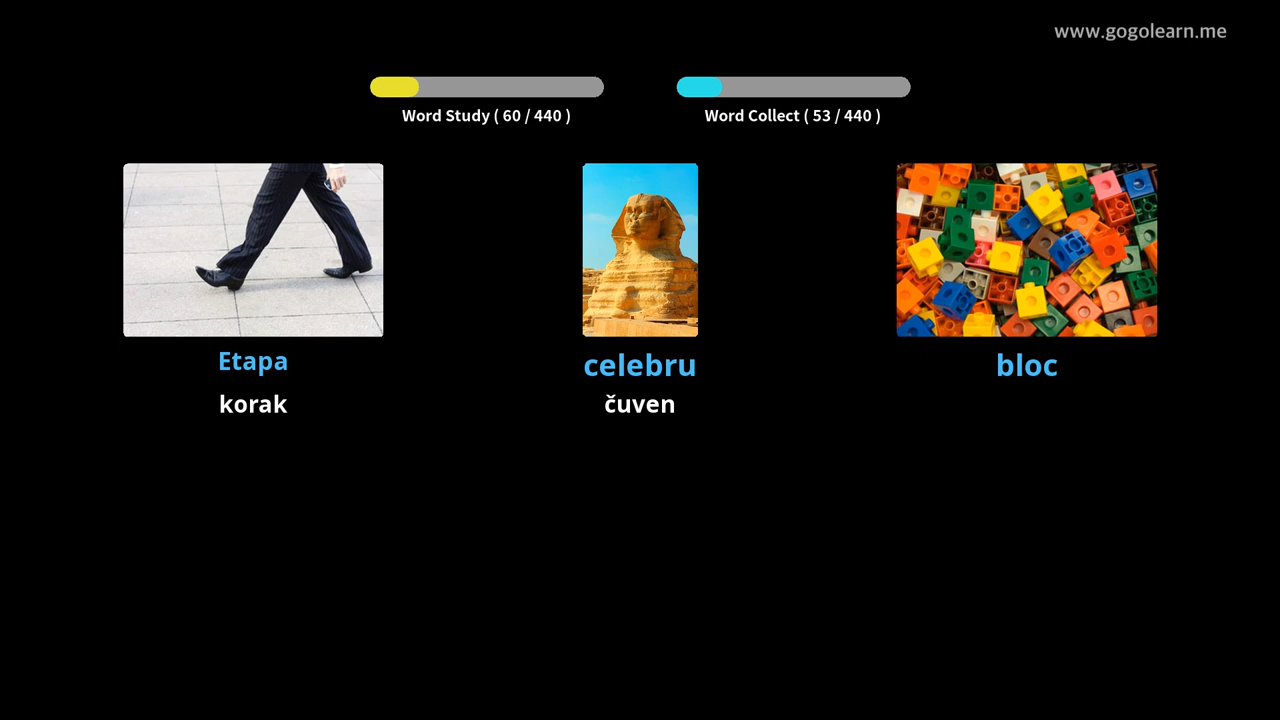 www.gogolearn.me
Word Study ( 60 / 440 )
Word Collect ( 53 / 440 )
Etapa
korak
celebru
čuven
bloc